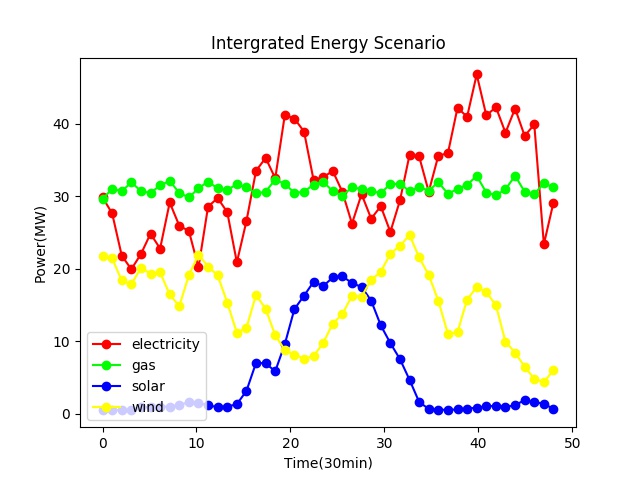 Intergrated Energy Scenario
Power(MW)
40
30
20
10
0
electricity
gas
solar
wind
0 10 20 30 40 50
Time(30min)